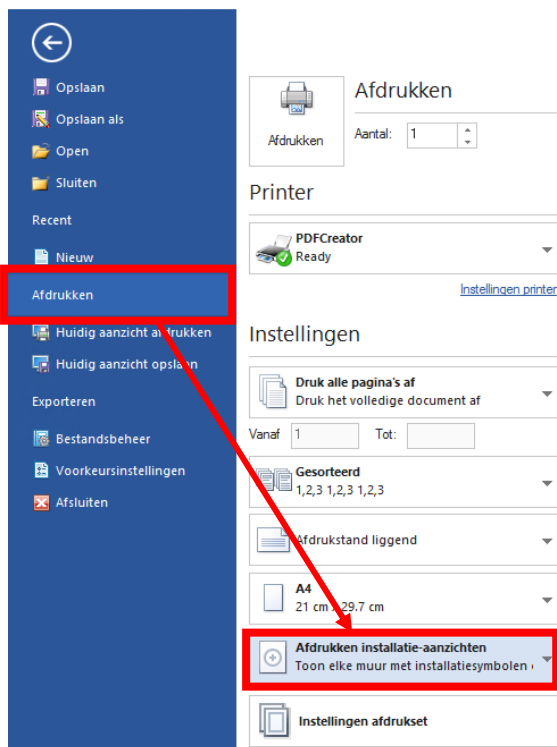 Opslaan
Opslaan als
Open
Sluiten
Recent
Nieuw
Afdrukken
Huidig aanzicht afdrukken
Huidig aanzicht opslaan
Exporteren
Bestandsbeheer
Voorkeursinstellingen
Afsluiten
Afdrukken
Afdrukken
Aantal: 1
Printer
PDFCreator
Ready
Instellingen printer
Instellingen
Druk alle pagina's af
Druk het volledige document af
Vanaf 1 Tot:
Gesorteerd
1,2,3 1,2,3 1,2,3
Afdrukstand liggend
A4
21 cm x 29.7 cm
Afdrukken installatie-aanzichten
Toon elke muur met installatiesymbolen
Instellingen afdrukset